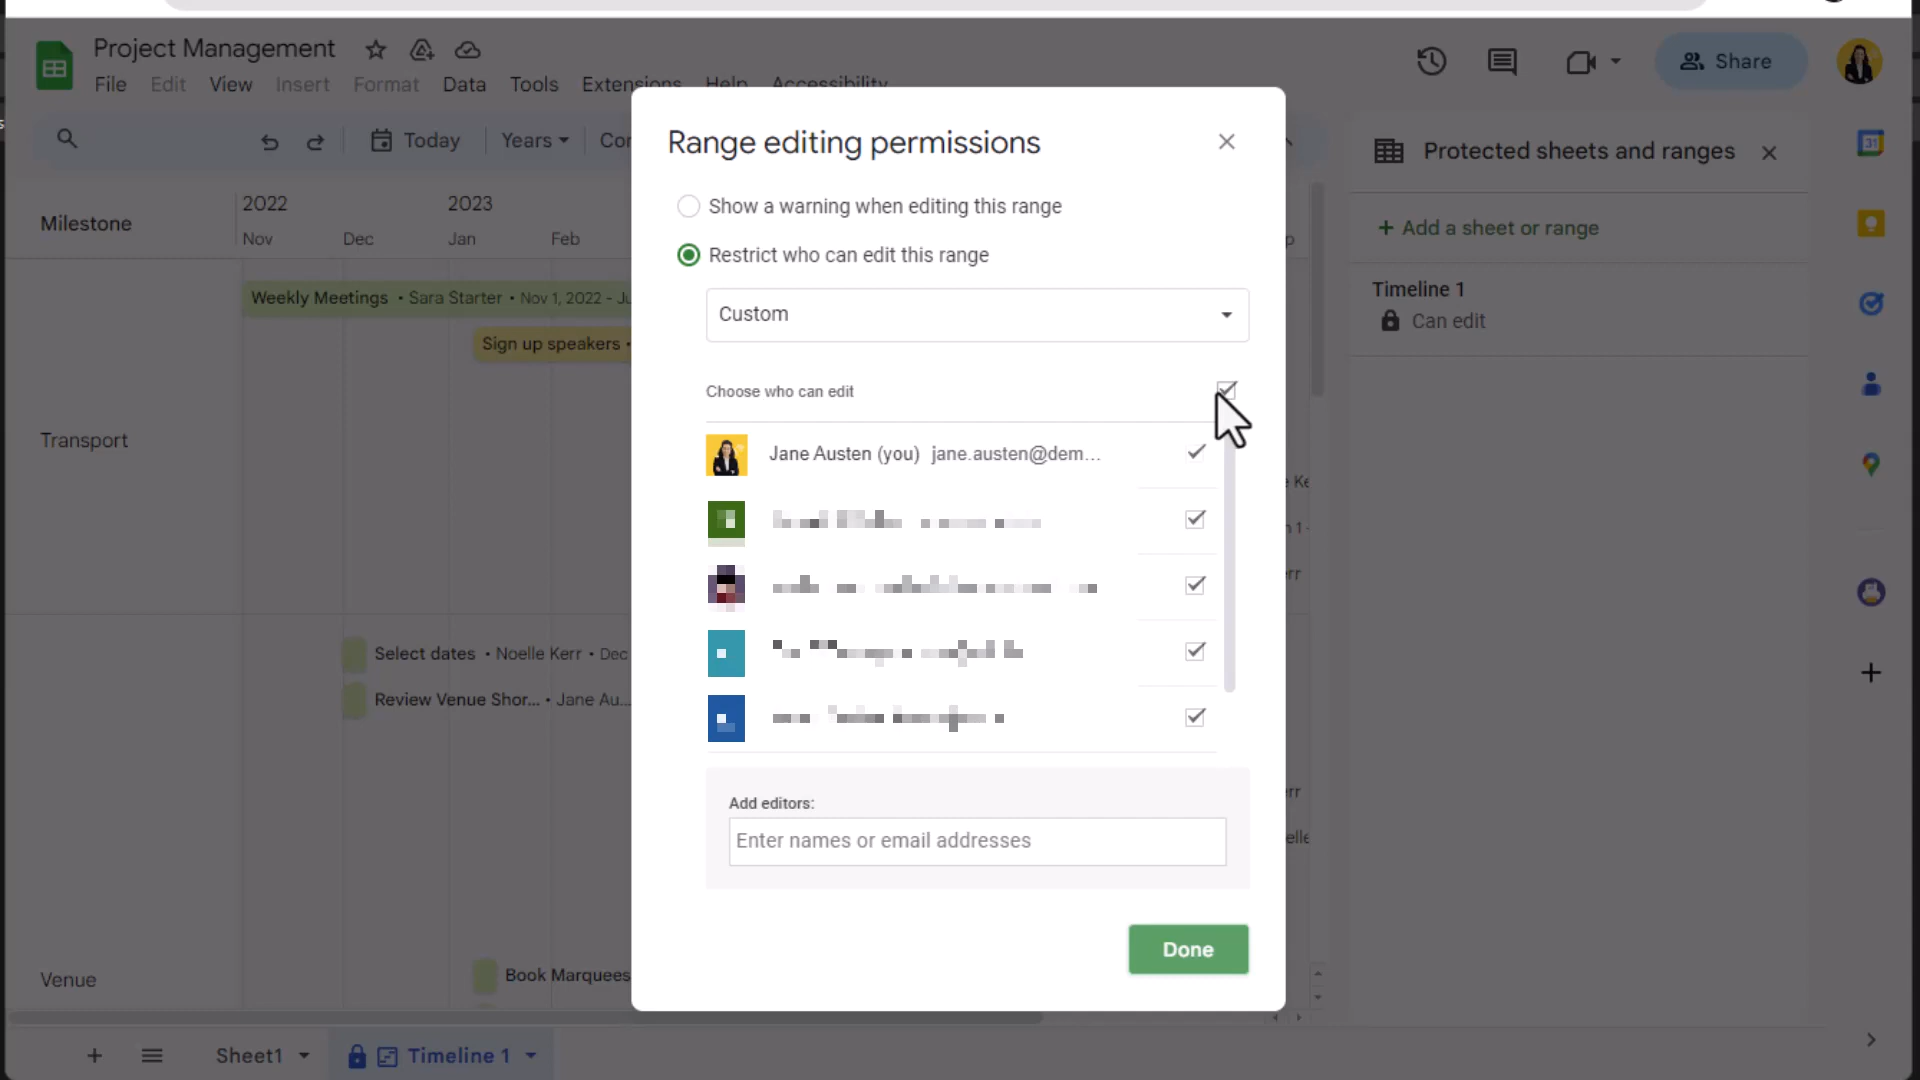 Project Management
File Edit View Insert Format Data Tools Extensions Help Accessibility
Share
Today Years
2022 2023
Milestone
Nov Dec Jan Feb
Weekly Meetings • Sara Starter • Nov 1, 2022 -
Sign up speakers •
Transport
Select dates • Noelle Kerr • Dec
Review Venue Shor... • Jane Au...
Book Marquees
Venue
Range editing permissions
Show a warning when editing this range
Restrict who can edit this range
Custom
Choose who can edit
Jane Austen (you) jane.austen@dem...
Add editors:
Enter names or email addresses
Done
Protected sheets and ranges
+ Add a sheet or range
Timeline 1
Can edit
31
Sheet1 Timeline 1